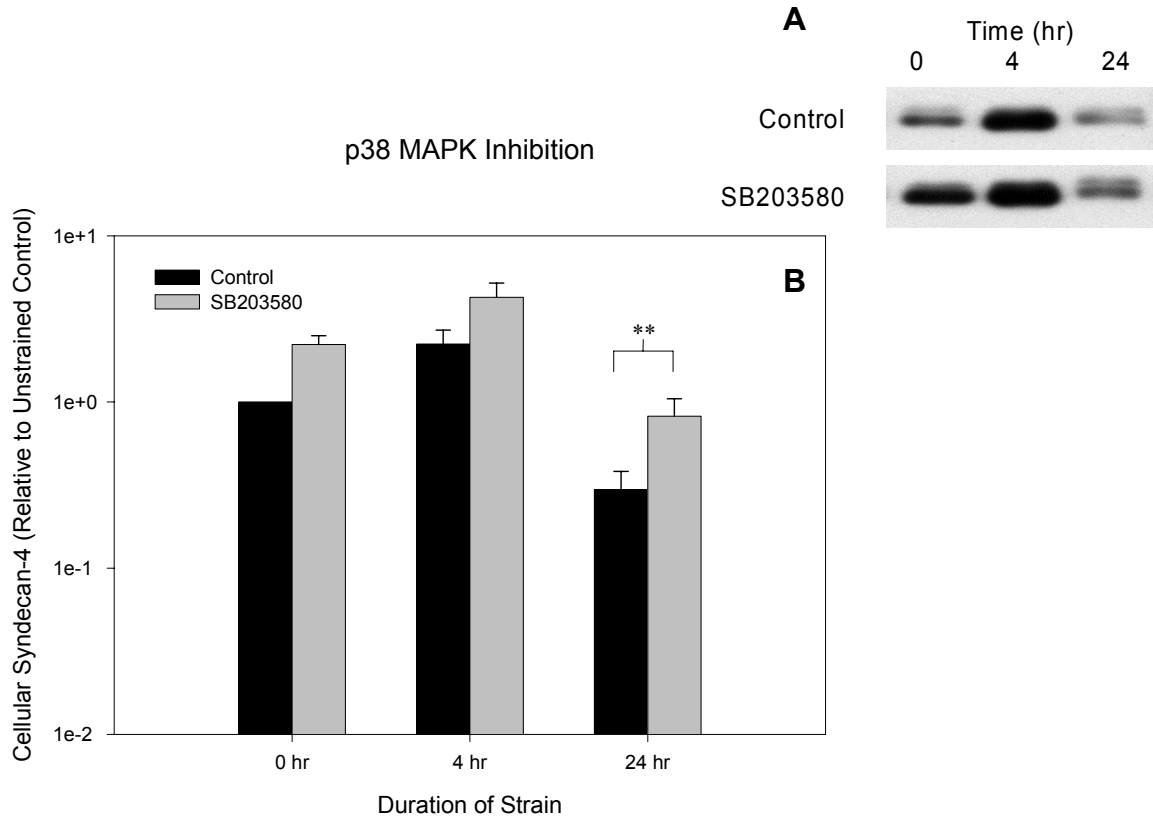 A
Time (hr)
0 4 24
Control
SB203580
p38 MAPK Inhibition
Cellular Syndecan-4 (Relative to Unstrained Control)
1e+1
1e+0
1e-1
1e-2
Control
SB203580
B
**
0 hr 4 hr 24 hr
Duration of Strain